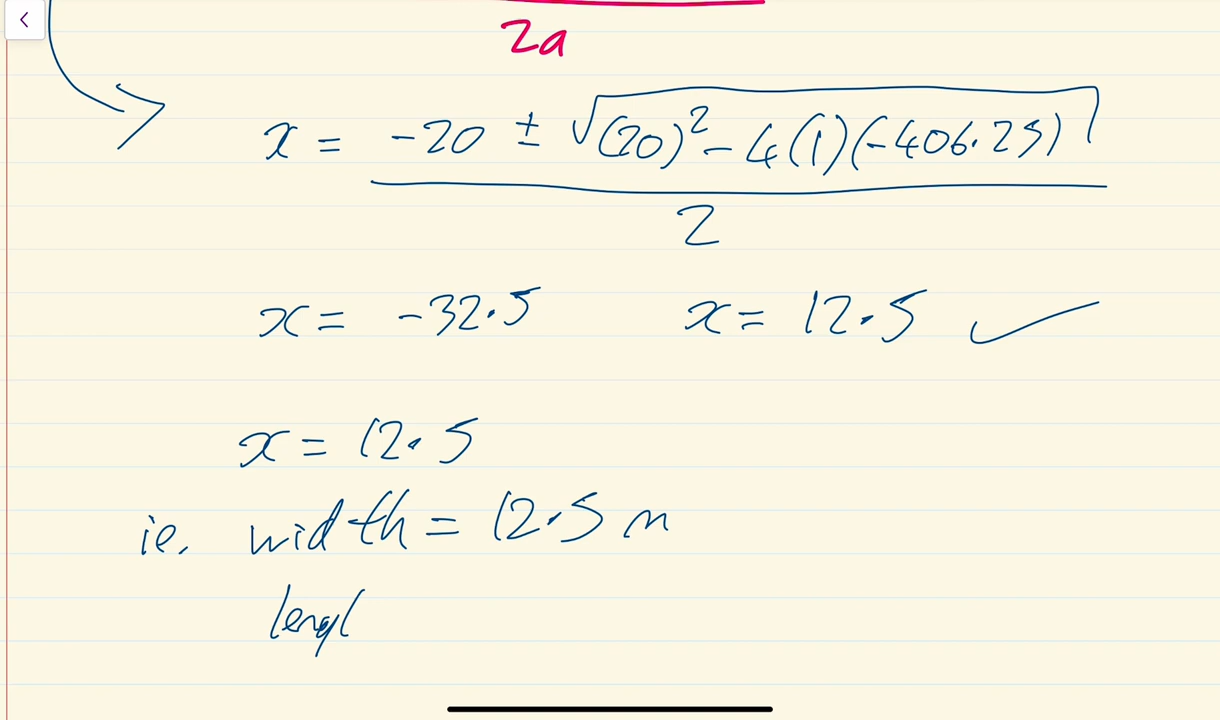 2a
x = -20 ± √(20)² - 4(1)(-406.25)
2
x = -32.5 x = 12.5 ✓
x = 12.5
ie. width = 12.5 m
lengt